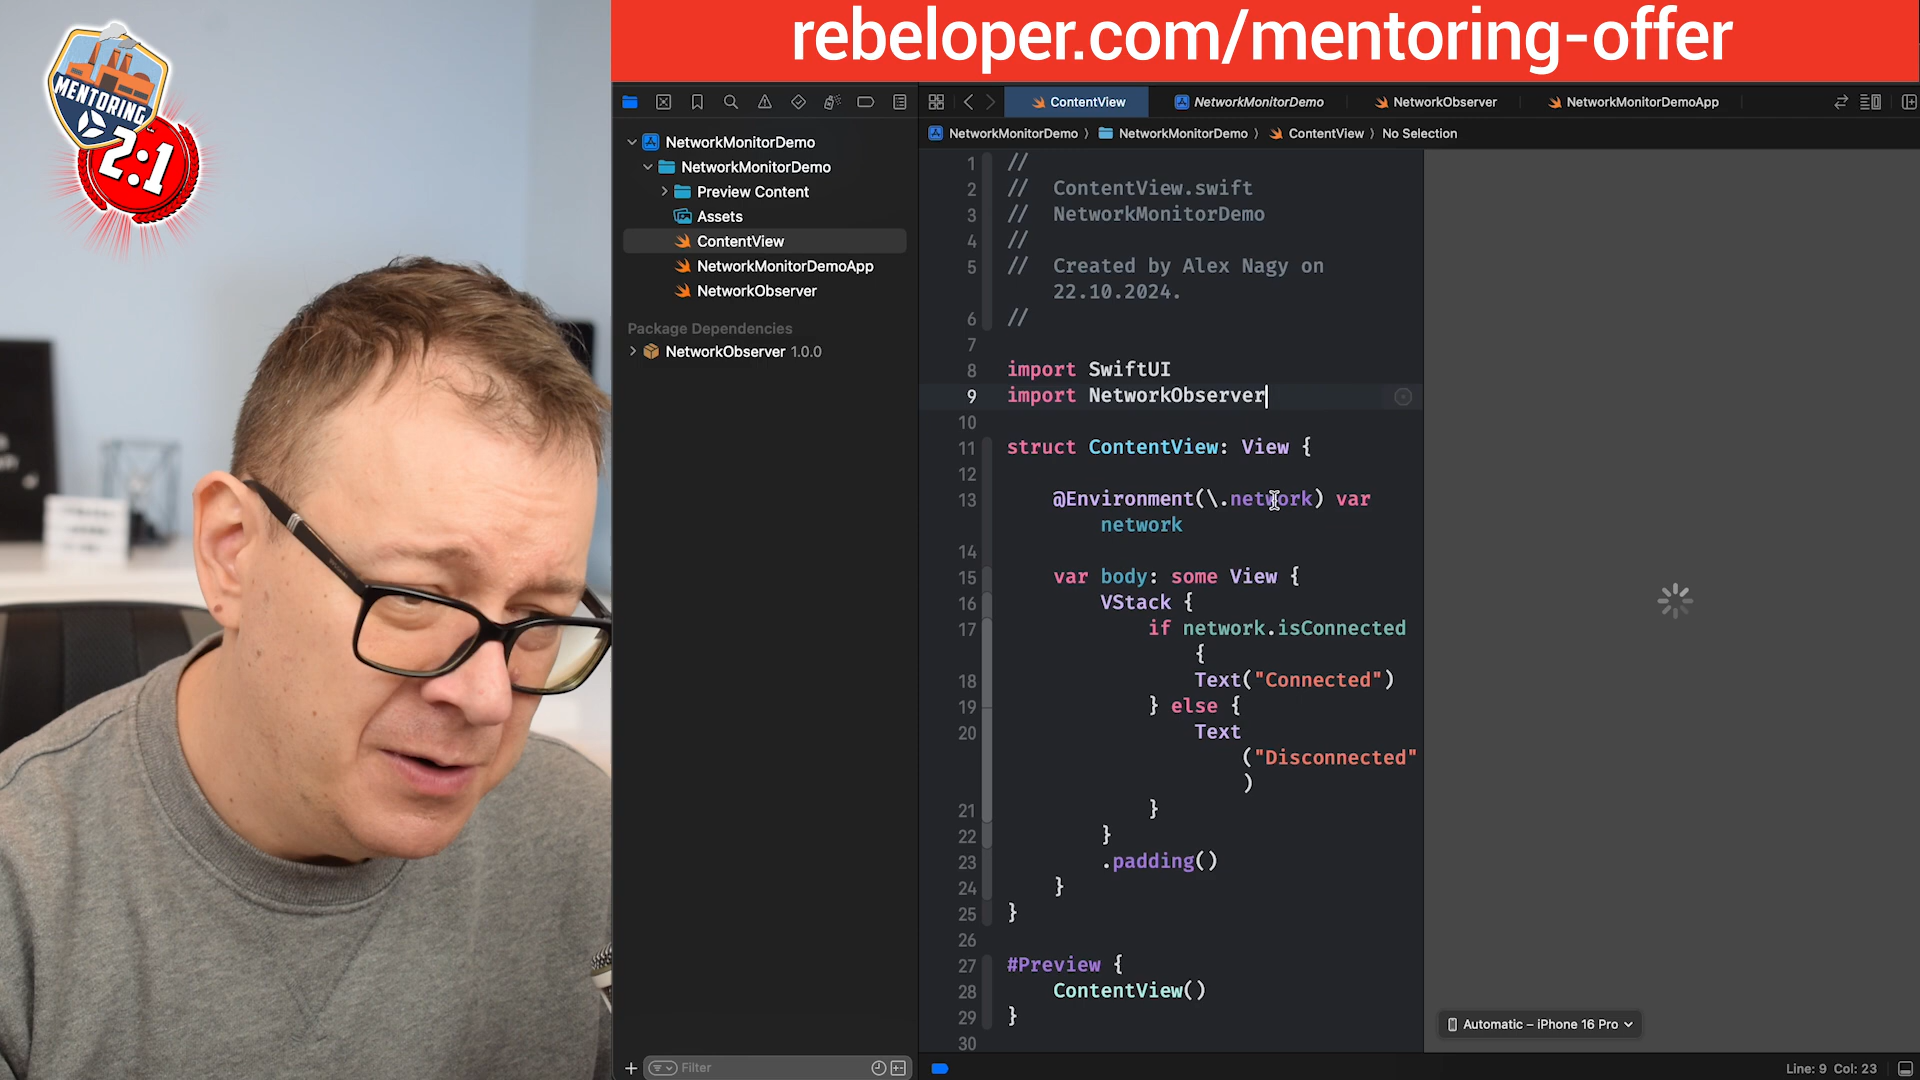 rebeloper.com/mentoring-offer
MENTORING
2:1
ContentView
NetworkMonitorDemo
NetworkObserver
NetworkMonitorDemoApp
NetworkMonitorDemo
NetworkMonitorDemo
Preview Content
Assets
ContentView
NetworkMonitorDemoApp
NetworkObserver
Package Dependencies
NetworkObserver 1.0.0
Filter
NetworkMonitorDemo 〉 NetworkMonitorDemo 〉 ContentView 〉 No Selection
1 //
2 // ContentView.swift
3 // NetworkMonitorDemo
4 //
5 // Created by Alex Nagy on
22.10.2024.
6 //
7
8 import SwiftUI
9 import NetworkObserver
10
11 struct ContentView: View {
12
13 @Environment(\.network) var
network
14
15 var body: some View {
16 VStack {
17 if network.isConnected
{
18 Text("Connected")
19 } else {
20 Text
("Disconnected"
)
21 }
22 }
23 .padding()
24 }
25 }
26
27 #Preview {
28 ContentView()
29 }
30
Automatic – iPhone 16 Pro
Line: 9 Col: 23